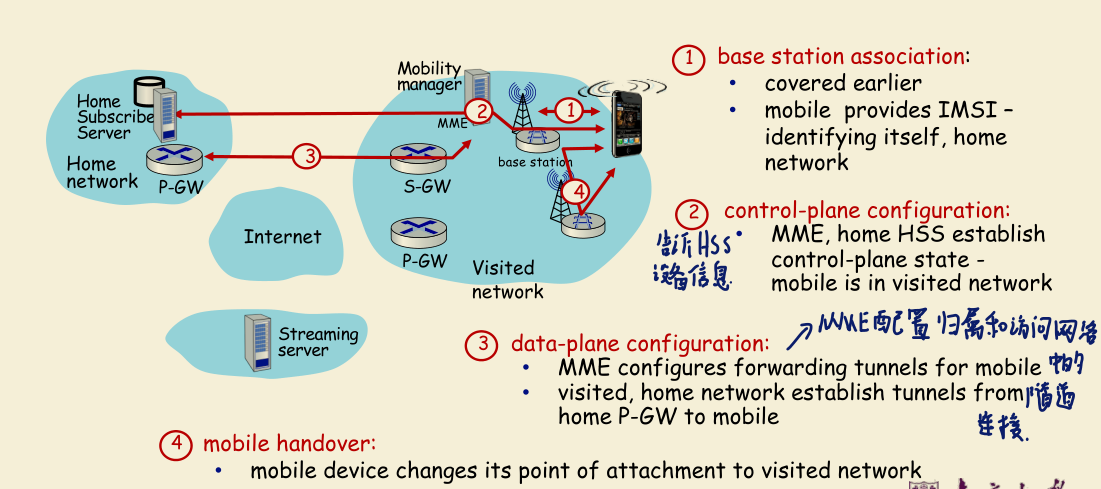 Home
Subscribe
Server
Home
network
P-GW
Mobility
manager
MME
base station
S-GW
P-GW
Visited
network
Internet
Streaming
server
1
2
3
4
1 base station association:
• covered earlier
• mobile provides IMSI –
identifying itself, home
network
2 control-plane configuration:
• MME, home HSS establish
control-plane state -
mobile is in visited network
告诉HSS
设备信息.
3 data-plane configuration:
• MME configures forwarding tunnels for mobile
• visited, home network establish tunnels from
home P-GW to mobile
MME配置归属和访问网络
中的
隧道
连接.
4 mobile handover:
• mobile device changes its point of attachment to visited network